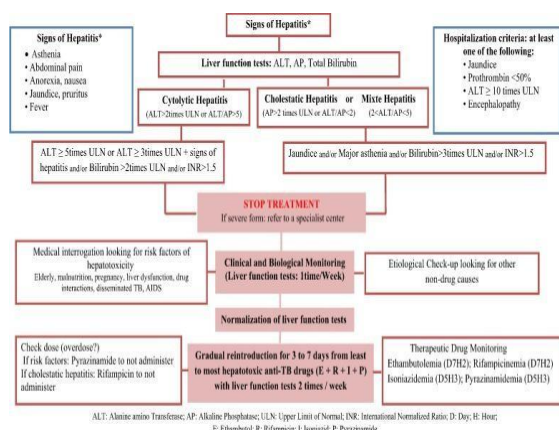 Signs of Hepatitis*
Signs of Hepatitis*
Asthenia
Abdominal pain
Anorexia, nausea
Jaundice, pruritus
Fever
Liver function tests: ALT, AP, Total Bilirubin
Hospitalization criteria: at least
one of the following:
Jaundice
Prothrombin <50%
ALT ≥ 10 times ULN
Encephalopathy
Cytolytic Hepatitis
(ALT>2times ULN or ALT/AP>5)
Cholestatic Hepatitis or Mixte Hepatitis
(AP>2 times ULN or ALT/AP<2) (2<ALT/AP<5)
ALT ≥ 5times ULN or ALT ≥ 3times ULN + signs of
hepatitis and/or Bilirubin >2times ULN and/or INR>1.5
Jaundice and/or Major asthenia and/or Bilirubin>3times ULN and/or INR>1.5
STOP TREATMENT
If severe form: refer to a specialist center
Medical interrogation looking for risk factors of
hepatotoxicity
Elderly, malnutrition, pregnancy, liver dysfunction, drug
interactions, disseminated TB, AIDS
Clinical and Biological Monitoring
(Liver function tests: 1time/Week)
Etiological Check-up looking for other
non-drug causes
Normalization of liver function tests
Check dose (overdose?)
If risk factors: Pyrazinamide to not administer
If cholestatic hepatitis: Rifampicin to not
administer
Gradual reintroduction for 3 to 7 days from least
to most hepatotoxic anti-TB drugs (E + R + I + P)
with liver function tests 2 times / week
Therapeutic Drug Monitoring
Ethambutolemia (D7H2); Rifampicinemia (D7H2)
Isoniazidemia (D5H3); Pyrazinamidemia (D5H3)
ALT: Alanine amino Transferase; AP: Alkaline Phosphatase; ULN: Upper Limit of Normal; INR: International Normalized Ratio; D: Day; H: Hour;
E: Ethambutol; R: Rifampicin; I: Isoniazid; P: Pyrazinamide